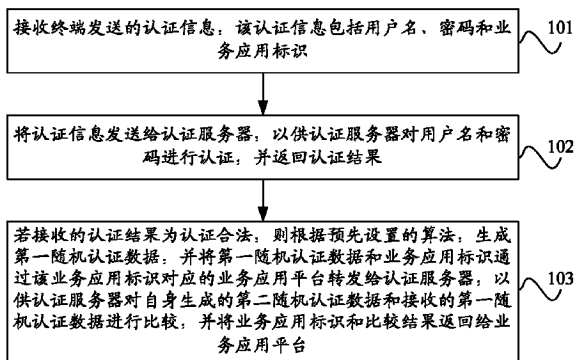 接收终端发送的认证信息；该认证信息包括用户名、密码和业
务应用标识
101
将认证信息发送给认证服务器；以供认证服务器对用户名和密
码进行认证；并返回认证结果
102
若接收的认证结果为认证合法；则根据预先设置的算法；生成
第一随机认证数据；并将第一随机认证数据和业务应用标识通
过该业务应用标识对应的业务应用平台转发给认证服务器；以
供认证服务器对自身生成的第二随机认证数据和接收的第一随
机认证数据进行比较；并将业务应用标识和比较结果返回给业
务应用平台
103